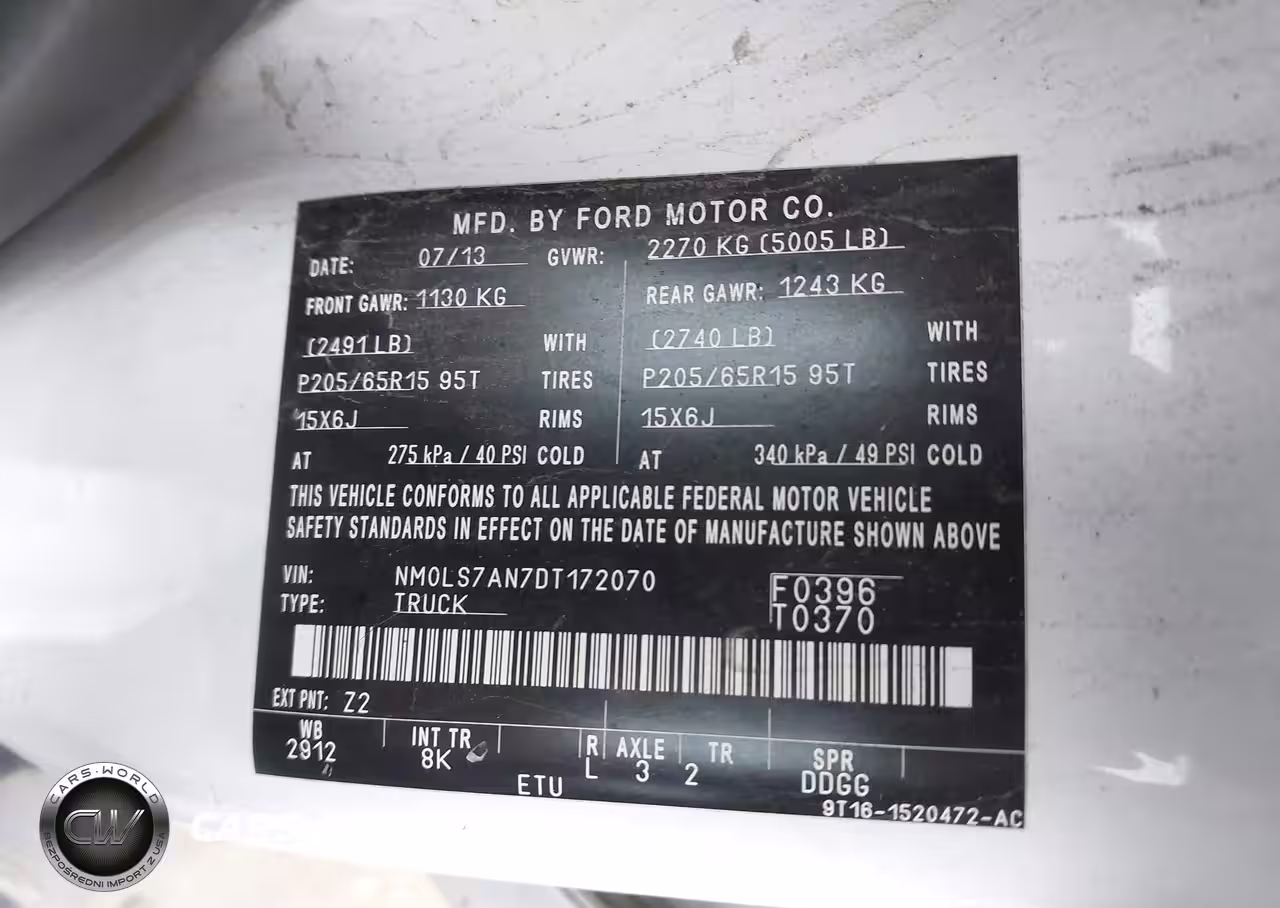 MFD. BY FORD MOTOR CO.
DATE: 07/13 GVWR: 2270 KG (5005 LB)
FRONT GAWR: 1130 KG REAR GAWR: 1243 KG
(2491 LB) WITH (2740 LB) WITH
P205/65R15 95T TIRES P205/65R15 95T TIRES
15X6J RIMS 15X6J RIMS
AT 275 kPa / 40 PSI COLD AT 340 kPa / 49 PSI COLD
THIS VEHICLE CONFORMS TO ALL APPLICABLE FEDERAL MOTOR VEHICLE
SAFETY STANDARDS IN EFFECT ON THE DATE OF MANUFACTURE SHOWN ABOVE
VIN: NM0LS7AN7DT172070 F0396
TYPE: TRUCK T0370
EXT PNT: Z2
WB INT TR R AXLE TR SPR
2912 8K L 3 2 DDGG
ETU
9T16-1520472-AC
CARS·WORLD
CW
BEZPOŚREDNI IMPORT Z USA